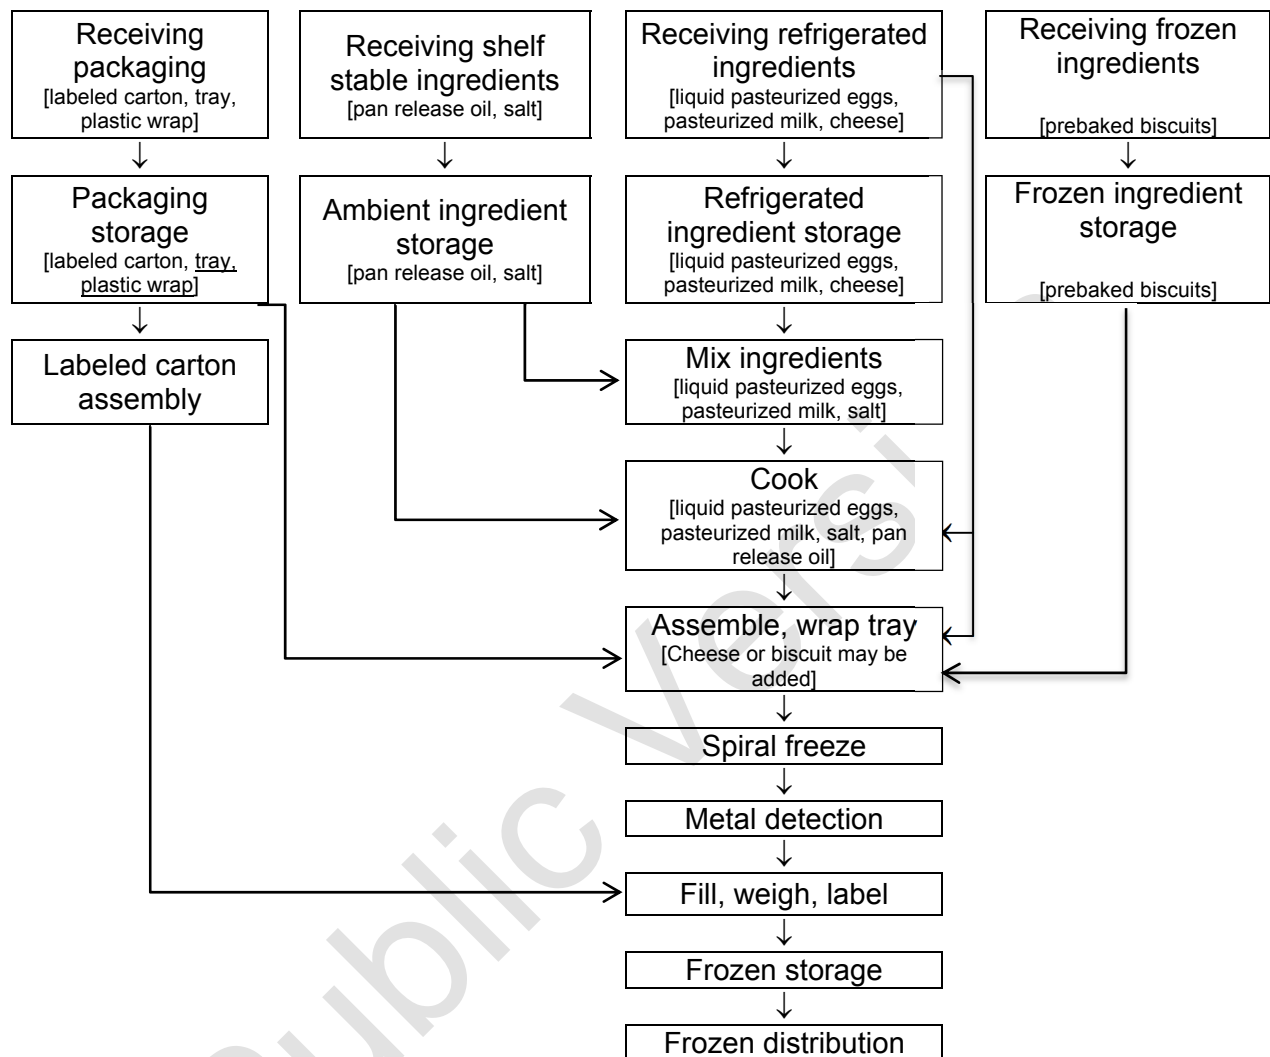 Receiving
packaging
[labeled carton, tray,
plastic wrap]
Receiving shelf
stable ingredients
[pan release oil, salt]
Receiving refrigerated
ingredients
[liquid pasteurized eggs,
pasteurized milk, cheese]
Receiving frozen
ingredients
[prebaked biscuits]
Packaging
storage
[labeled carton, tray,
plastic wrap]
Ambient ingredient
storage
[pan release oil, salt]
Refrigerated
ingredient storage
[liquid pasteurized eggs,
pasteurized milk, cheese]
Frozen ingredient
storage
[prebaked biscuits]
Labeled carton
assembly
Mix ingredients
[liquid pasteurized eggs,
pasteurized milk, salt]
Cook
[liquid pasteurized eggs,
pasteurized milk, salt, pan
release oil]
Assemble, wrap tray
[Cheese or biscuit may be
added]
Spiral freeze
Metal detection
Fill, weigh, label
Frozen storage
Frozen distribution
Public Versi